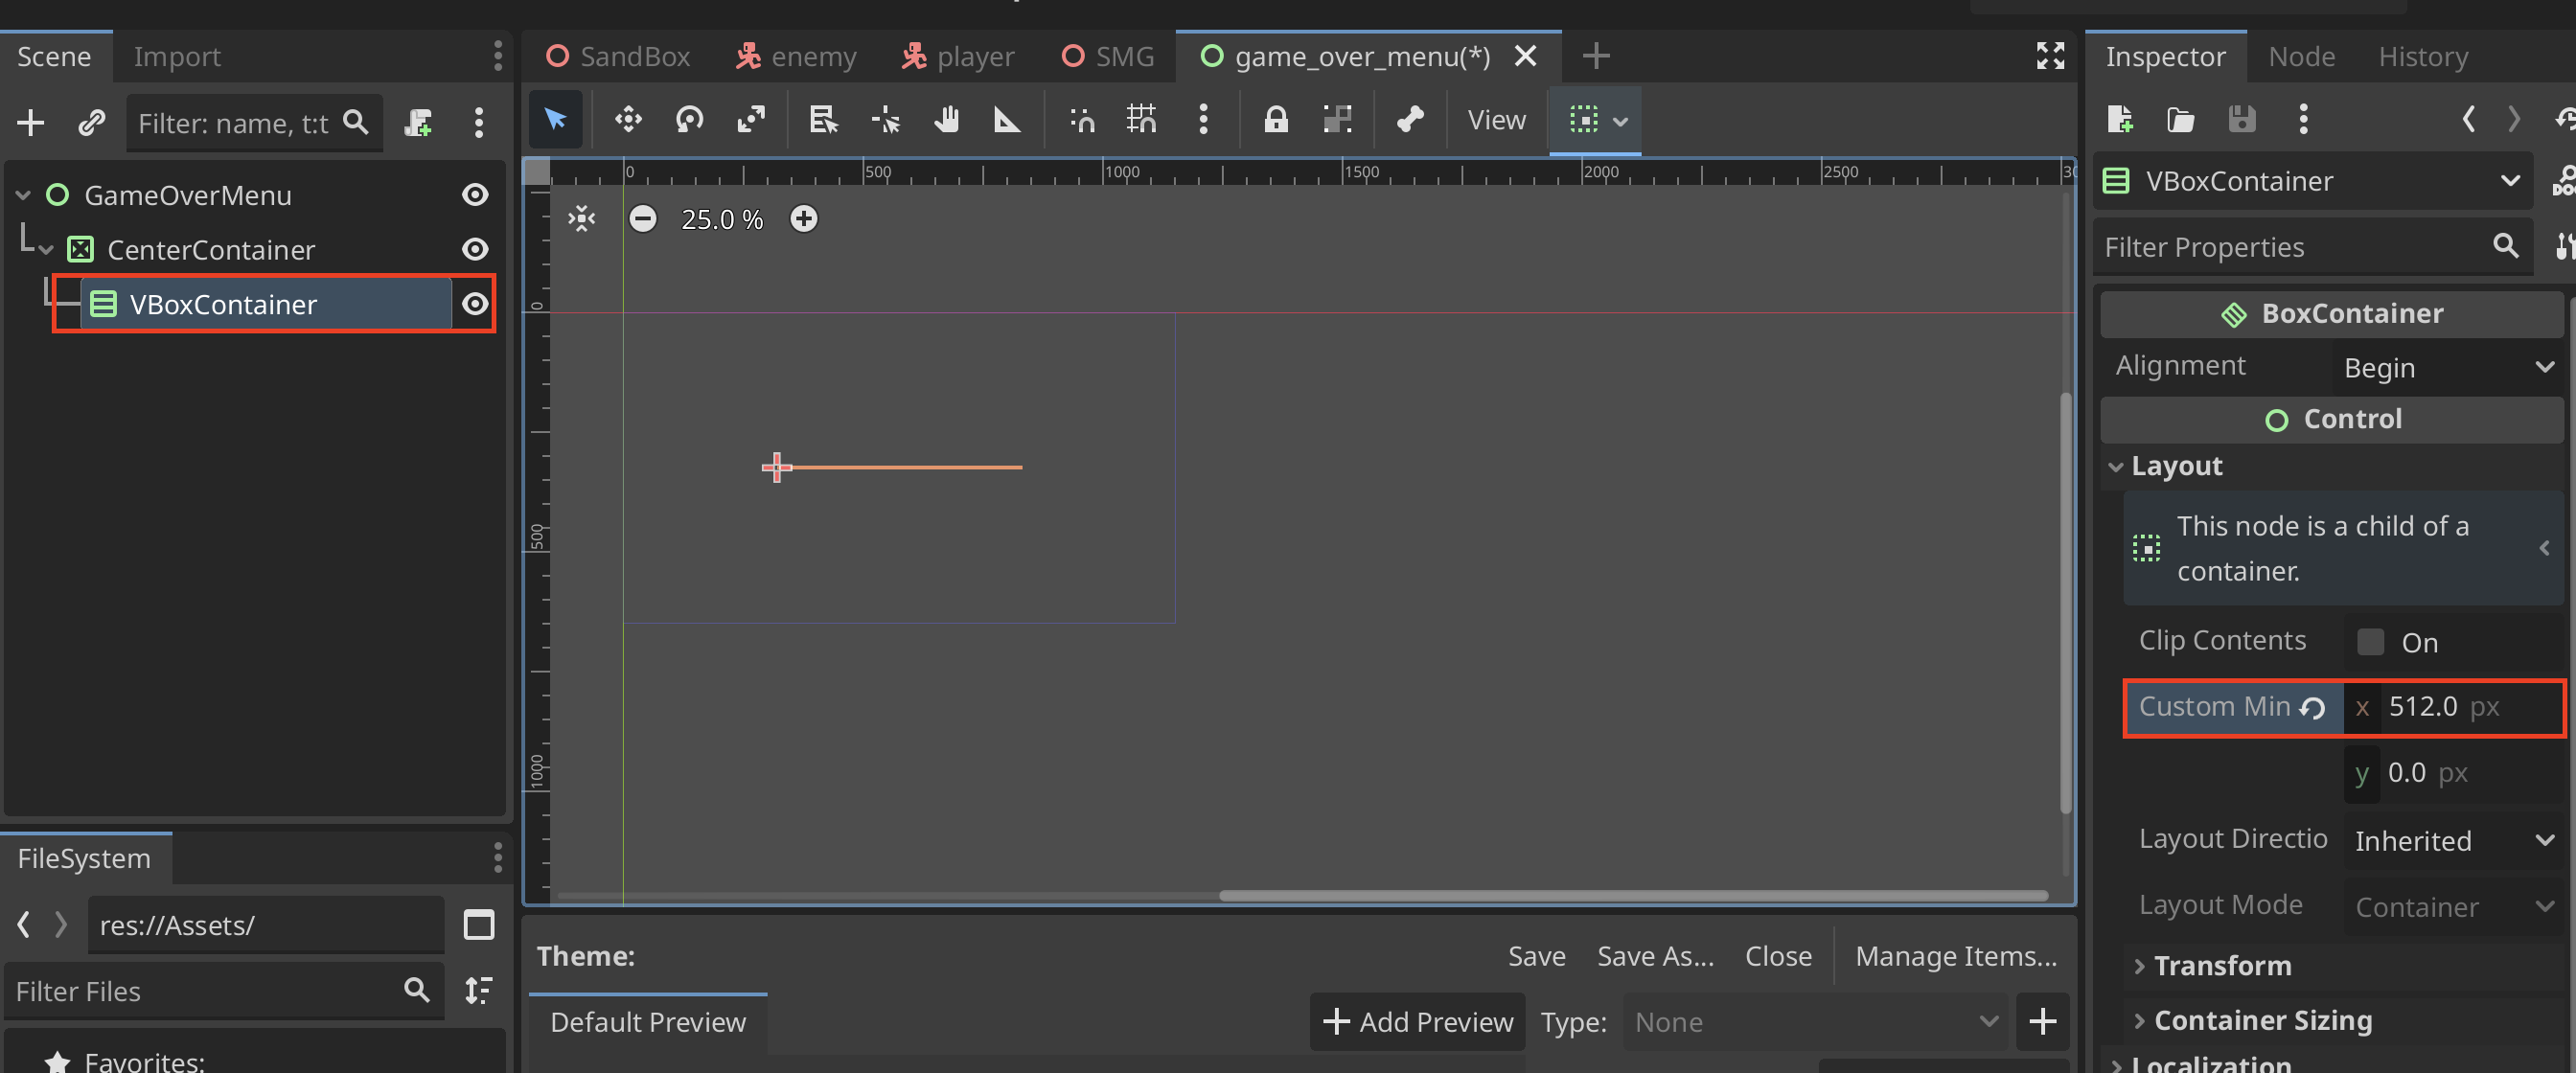 Scene Import
SandBox enemy player SMG game_over_menu(*)
Inspector Node History
Filter: name, t:t
View
GameOverMenu
CenterContainer
VBoxContainer
0 500 1000 1500 2000 2500
25.0 %
0
500
1000
VBoxContainer
Filter Properties
BoxContainer
Alignment Begin
Control
Layout
This node is a child of a
container.
Clip Contents On
Custom Min x 512.0 px
y 0.0 px
Layout Directio Inherited
Layout Mode Container
Transform
Container Sizing
Localization
FileSystem
res://Assets/
Filter Files
Favorites:
Theme: Save Save As... Close Manage Items...
Default Preview Add Preview Type: None